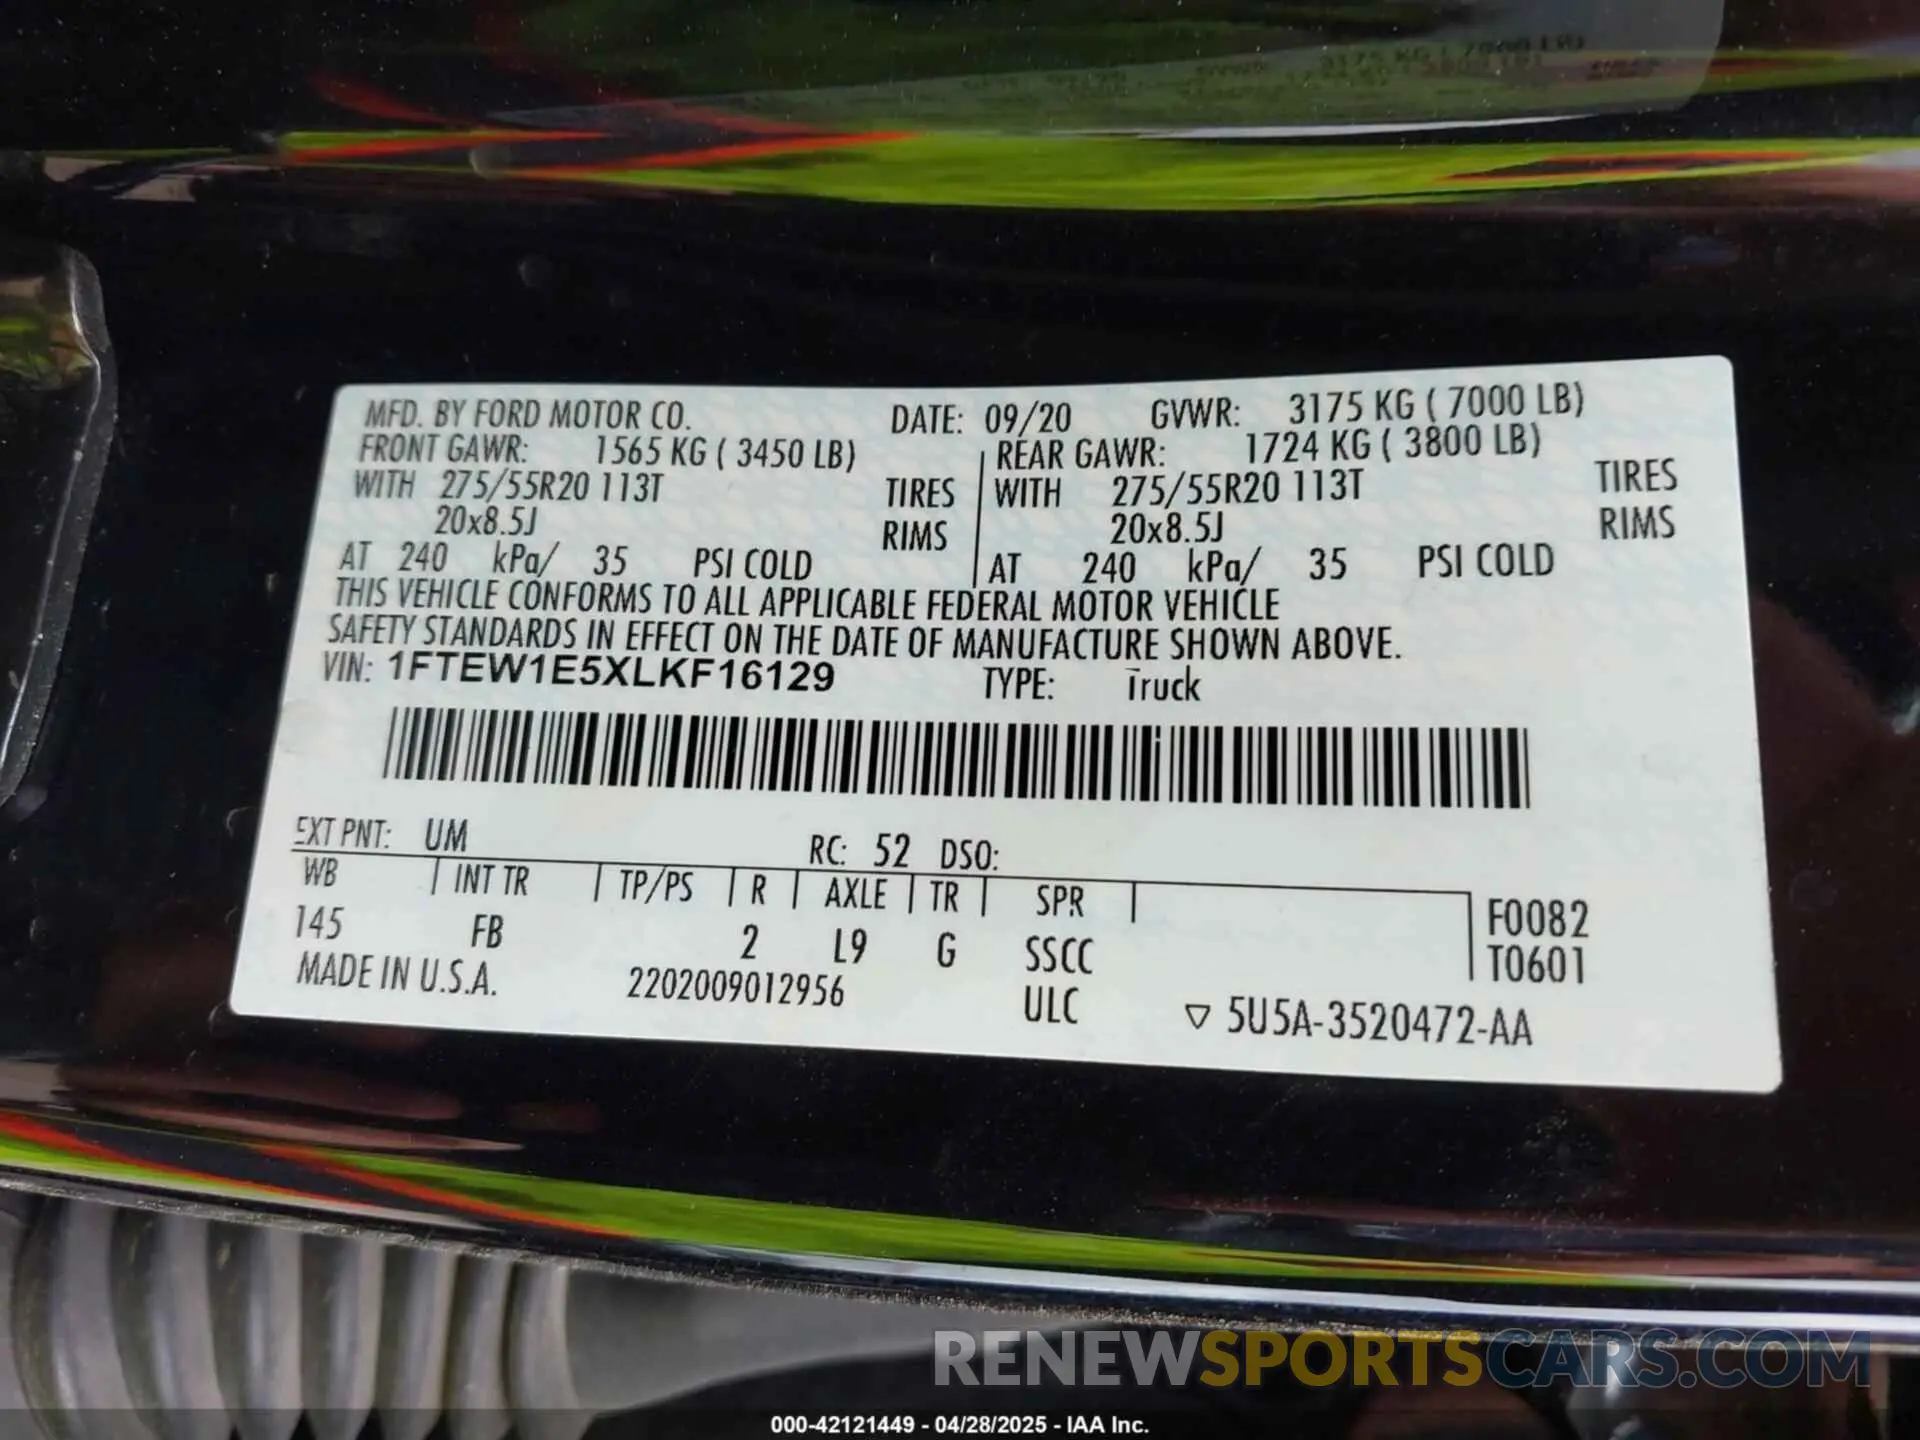 MFD. BY FORD MOTOR CO. DATE: 09/20 GVWR: 3175 KG ( 7000 LB)
FRONT GAWR: 1565 KG ( 3450 LB) REAR GAWR: 1724 KG ( 3800 LB)
WITH 275/55R20 113T TIRES WITH 275/55R20 113T TIRES
20x8.5J RIMS 20x8.5J RIMS
AT 240 kPa/ 35 PSI COLD AT 240 kPa/ 35 PSI COLD
THIS VEHICLE CONFORMS TO ALL APPLICABLE FEDERAL MOTOR VEHICLE
SAFETY STANDARDS IN EFFECT ON THE DATE OF MANUFACTURE SHOWN ABOVE.
VIN: 1FTEW1E5XLKF16129 TYPE: Truck
EXT PNT: UM RC: 52 DSO:
WB INT TR TP/PS R AXLE TR SPR F0082
145 FB 2 L9 G SSCC T0601
MADE IN U.S.A. 2202009012956 ULC ▽ 5U5A-3520472-AA
RENEWSPORTSCARS.COM
000-42121449 - 04/28/2025 - IAA Inc.